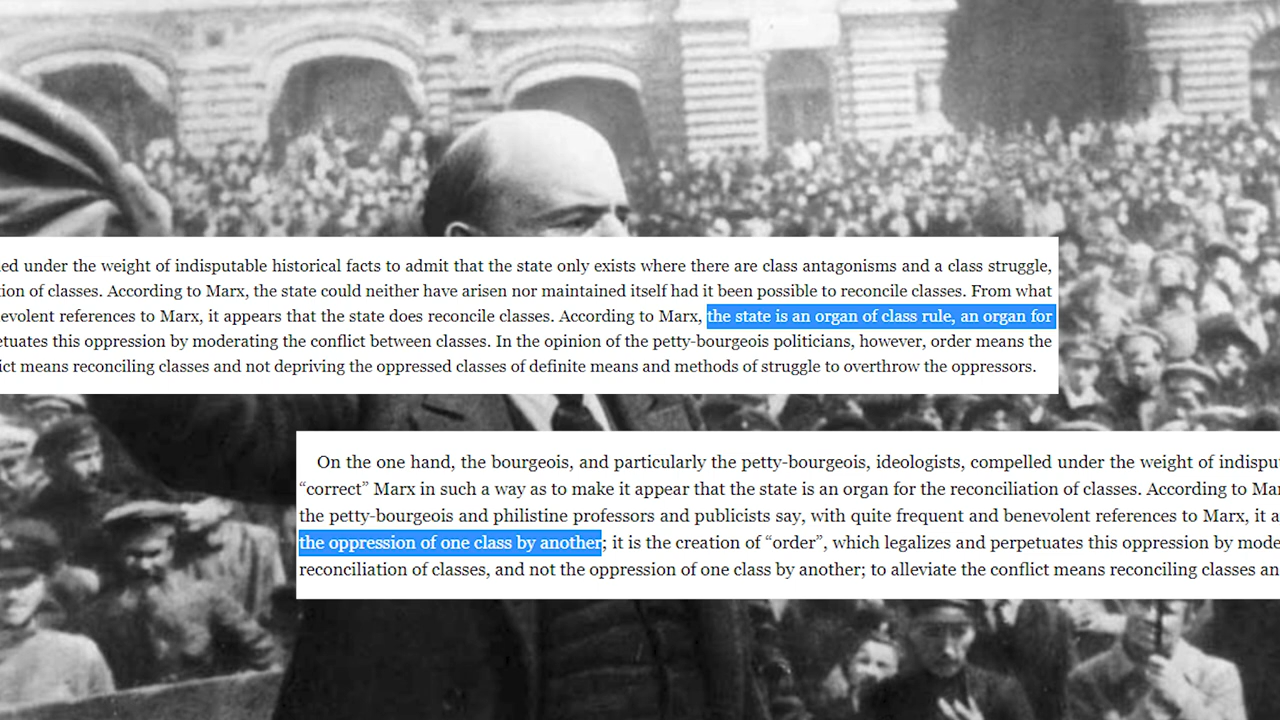 ed under the weight of indisputable historical facts to admit that the state only exists where there are class antagonisms and a class struggle,
tion of classes. According to Marx, the state could neither have arisen nor maintained itself had it been possible to reconcile classes. From what
evolent references to Marx, it appears that the state does reconcile classes. According to Marx, the state is an organ of class rule, an organ for
etuates this oppression by moderating the conflict between classes. In the opinion of the petty-bourgeois politicians, however, order means the
ict means reconciling classes and not depriving the oppressed classes of definite means and methods of struggle to overthrow the oppressors.
On the one hand, the bourgeois, and particularly the petty-bourgeois, ideologists, compelled under the weight of indispu
“correct” Marx in such a way as to make it appear that the state is an organ for the reconciliation of classes. According to Mar
the petty-bourgeois and philistine professors and publicists say, with quite frequent and benevolent references to Marx, it a
the oppression of one class by another; it is the creation of “order”, which legalizes and perpetuates this oppression by mode
reconciliation of classes, and not the oppression of one class by another; to alleviate the conflict means reconciling classes an